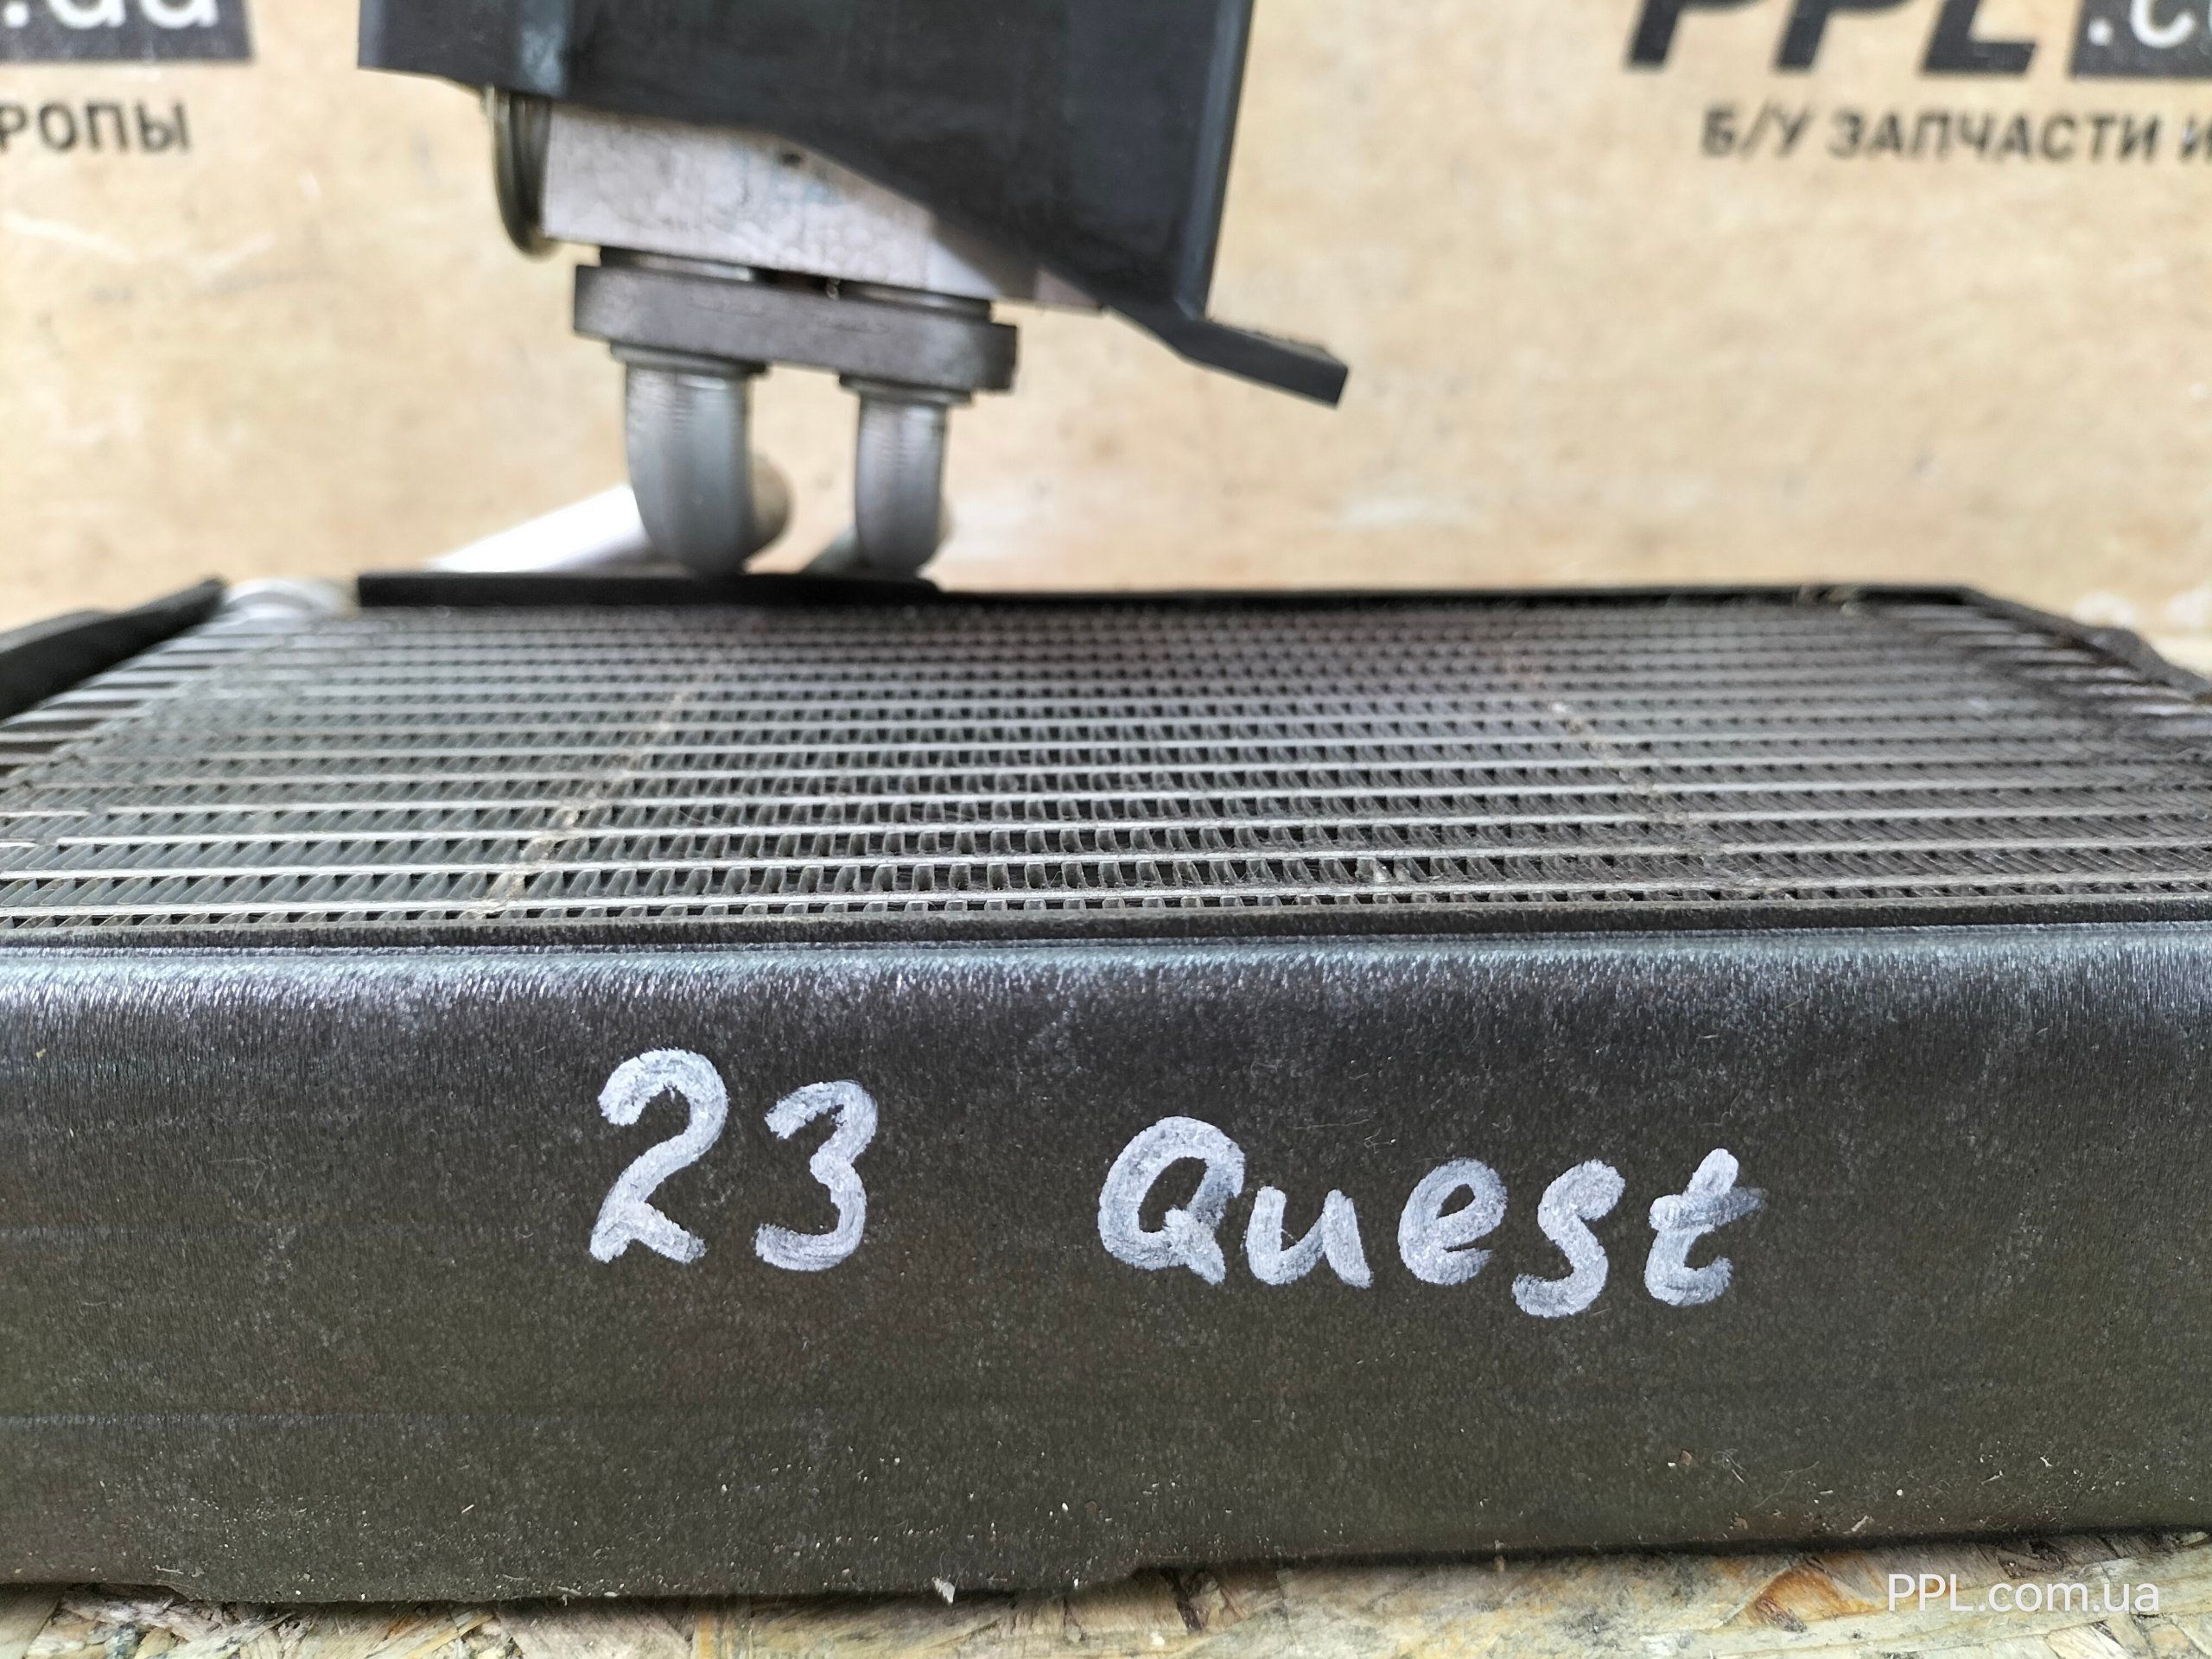 .ua
РОПЫ
PPL .c
Б/У ЗАПЧАСТИ И
23 Quest
PPL.com.ua